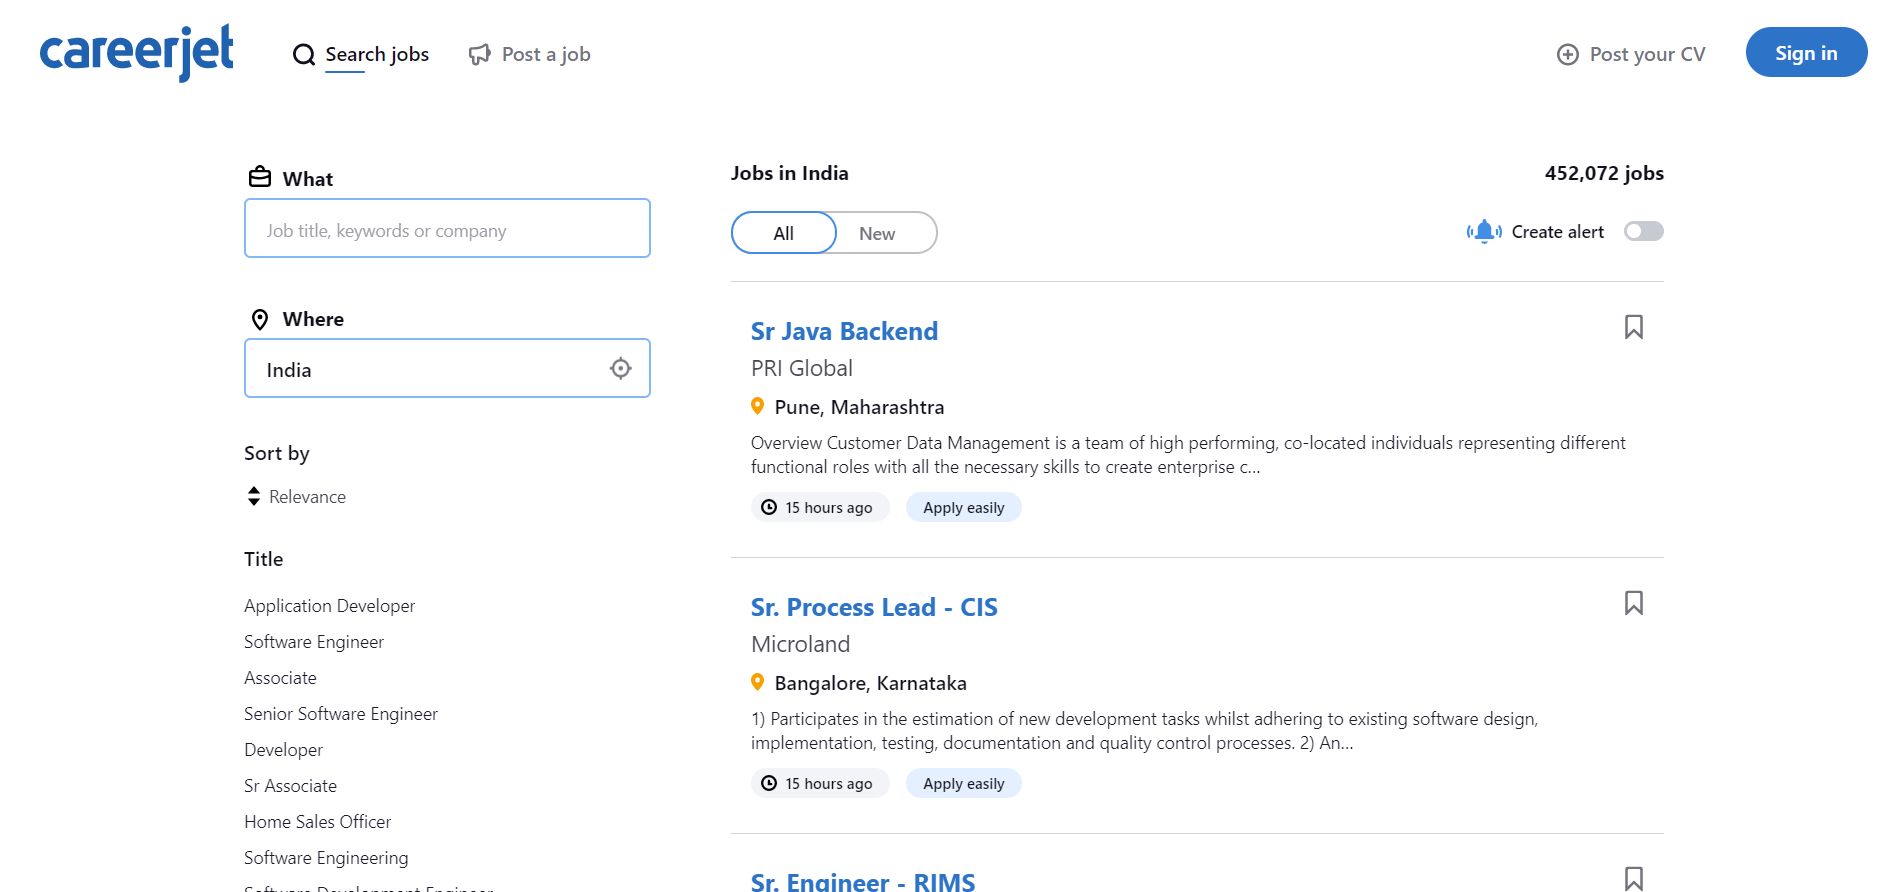 careerjet
Search jobs
Post a job
Post your CV
Sign in
What
Job title, keywords or company
Where
India
Sort by
Relevance
Title
Application Developer
Software Engineer
Associate
Senior Software Engineer
Developer
Sr Associate
Home Sales Officer
Software Engineering
Software Development Engineer
Jobs in India
452,072 jobs
All
New
Create alert
Sr Java Backend
PRI Global
Pune, Maharashtra
Overview Customer Data Management is a team of high performing, co-located individuals representing different
functional roles with all the necessary skills to create enterprise c...
15 hours ago
Apply easily
Sr. Process Lead - CIS
Microland
Bangalore, Karnataka
1) Participates in the estimation of new development tasks whilst adhering to existing software design,
implementation, testing, documentation and quality control processes. 2) An...
15 hours ago
Apply easily
Sr. Engineer - RIMS